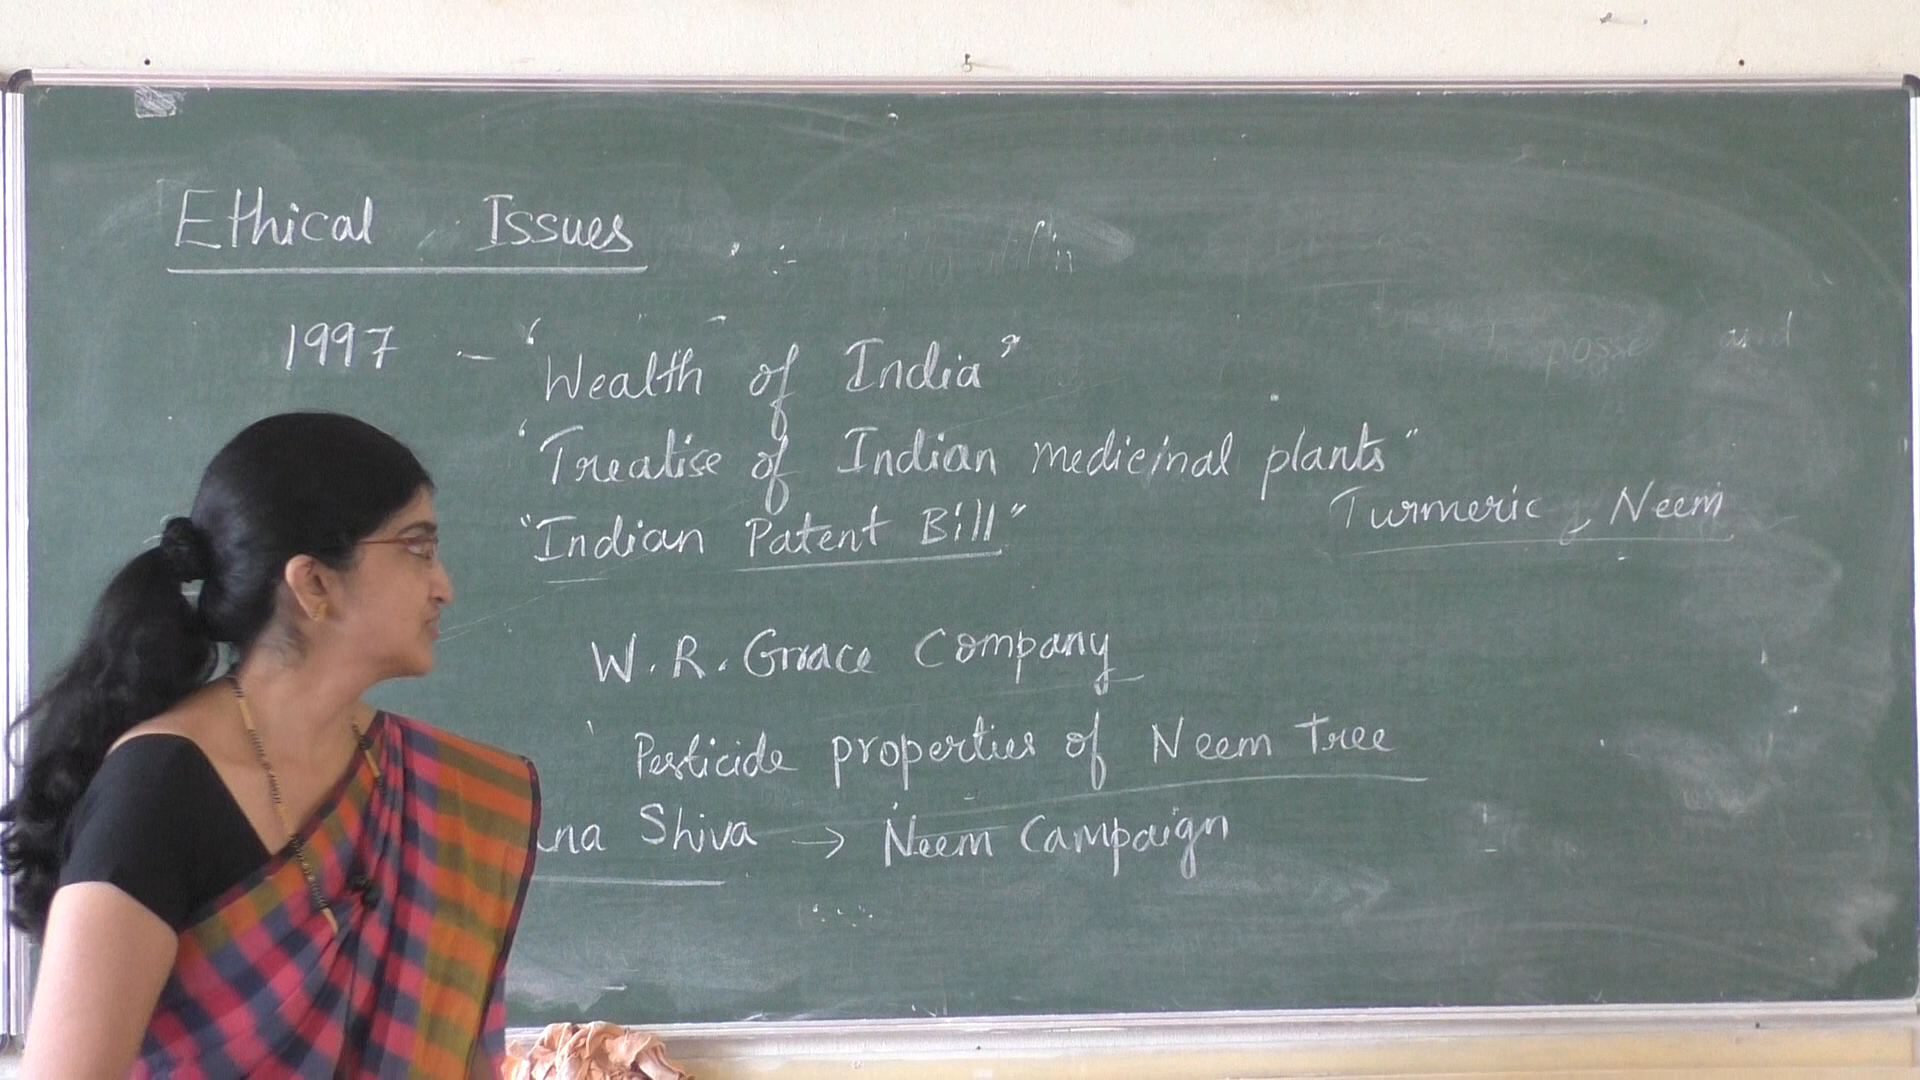 Ethical Issues
1997 - "Wealth of India"
"Treatise of Indian medicinal plants"
"Indian Patent Bill"
Turmeric, Neem
W.R. Grace Company
Pesticide properties of Neem Tree
na Shiva → Neem Campaign